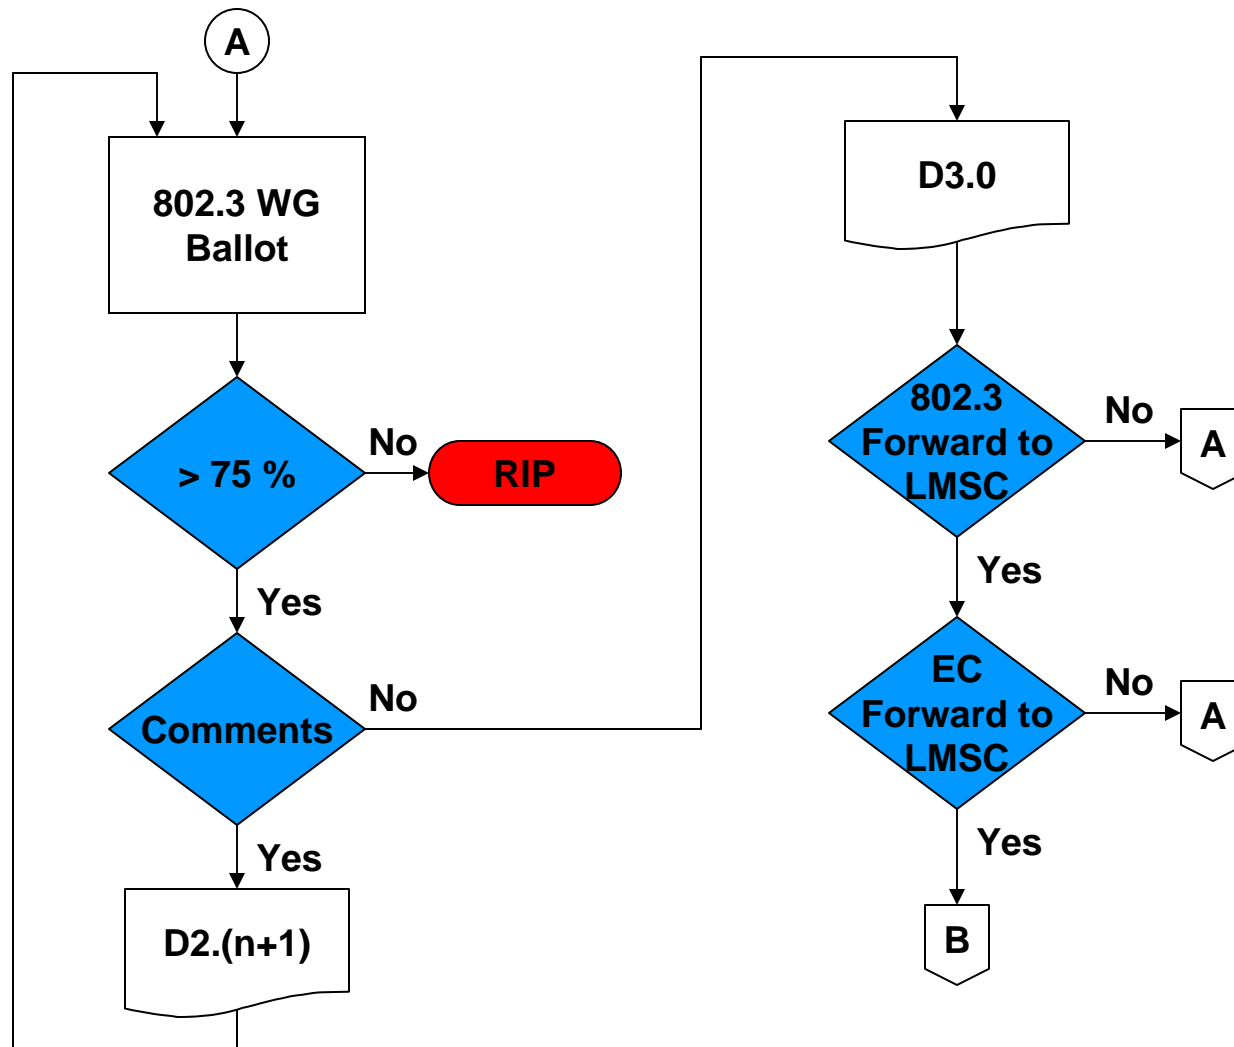 A
802.3 WG
Ballot
> 75 %
No
RIP
Yes
Comments
No
Yes
D2.(n+1)
D3.0
802.3
Forward to
LMSC
No
A
Yes
EC
Forward to
LMSC
No
A
Yes
B